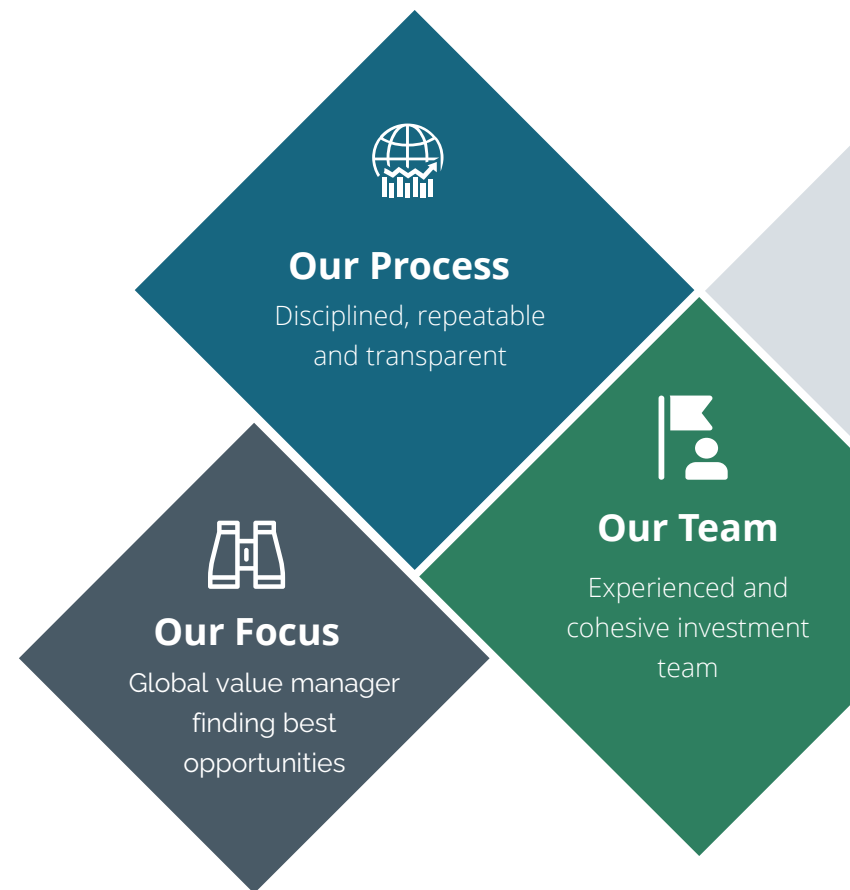 Our Process
Disciplined, repeatable
and transparent
Our Team
Experienced and
cohesive investment
team
Our Focus
Global value manager
finding best
opportunities